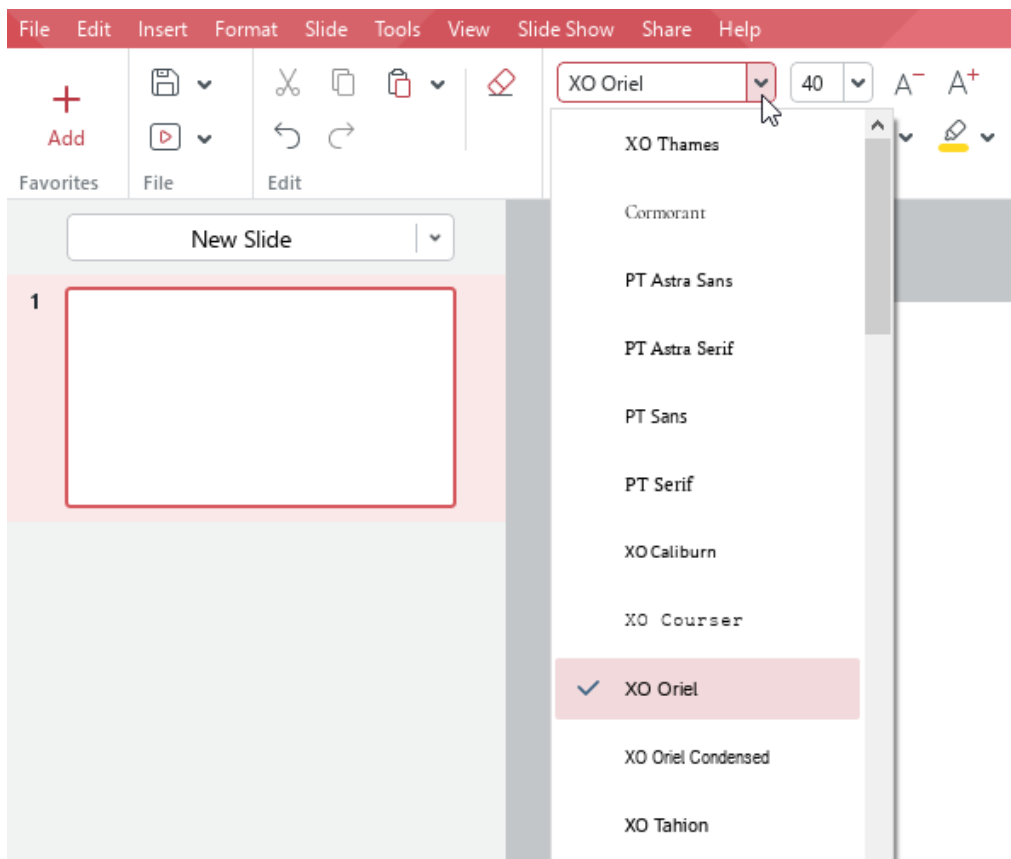 File Edit Insert Format Slide Tools View Slide Show Share Help
XO Oriel 40 A− A+
Add
Favorites File Edit
New Slide
1
XO Thames
Cormorant
PT Astra Sans
PT Astra Serif
PT Sans
PT Serif
XO Caliburn
XO Courser
XO Oriel
XO Oriel Condensed
XO Tahion